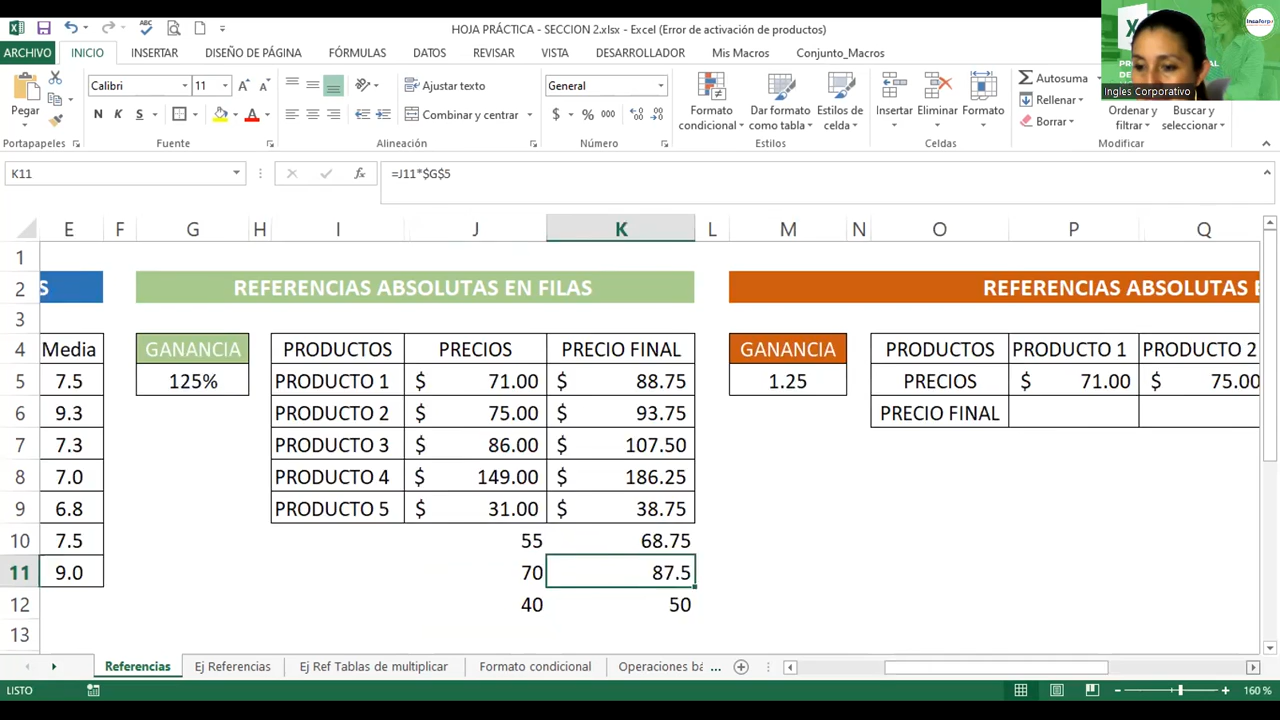 HOJA PRÁCTICA - SECCION 2.xlsx - Excel (Error de activación de productos)
Insaforp
ARCHIVO INICIO INSERTAR DISEÑO DE PÁGINA FÓRMULAS DATOS REVISAR VISTA DESARROLLADOR Mis Macros Conjunto_Macros
Ingles Corporativo
Pegar
Calibri 11
N K S
Ajustar texto
Combinar y centrar
General
$ % 000
Formato condicional
Dar formato como tabla
Estilos de celda
Insertar
Eliminar
Formato
Autosuma
Rellenar
Borrar
Ordenar y filtrar
Buscar y seleccionar
Portapapeles Fuente Alineación Número Estilos Celdas Modificar
K11 fx =J11*$G$5
E F G H I J K L M N O P Q
1
2 S REFERENCIAS ABSOLUTAS EN FILAS REFERENCIAS ABSOLUTAS E
3
4 Media GANANCIA PRODUCTOS PRECIOS PRECIO FINAL GANANCIA PRODUCTOS PRODUCTO 1 PRODUCTO 2
5 7.5 125% PRODUCTO 1 $ 71.00 $ 88.75 1.25 PRECIOS $ 71.00 $ 75.00
6 9.3 PRODUCTO 2 $ 75.00 $ 93.75 PRECIO FINAL
7 7.3 PRODUCTO 3 $ 86.00 $ 107.50
8 7.0 PRODUCTO 4 $ 149.00 $ 186.25
9 6.8 PRODUCTO 5 $ 31.00 $ 38.75
10 7.5 55 68.75
11 9.0 70 87.5
12 40 50
13
Referencias Ej Referencias Ej Ref Tablas de multiplicar Formato condicional Operaciones bá ...
LISTO 160 %